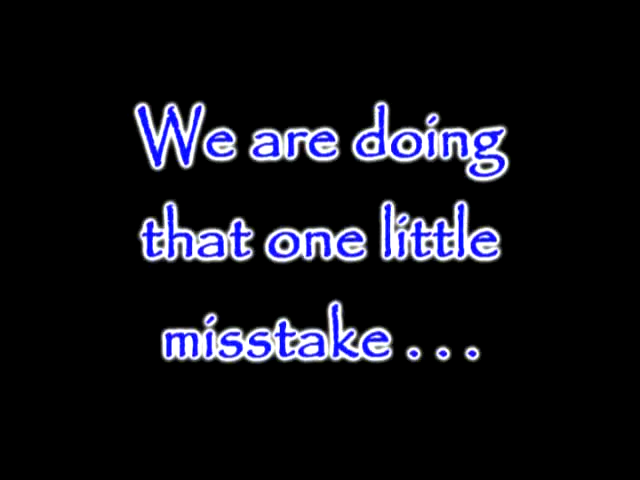 We are doing
that one little
misstake . . .